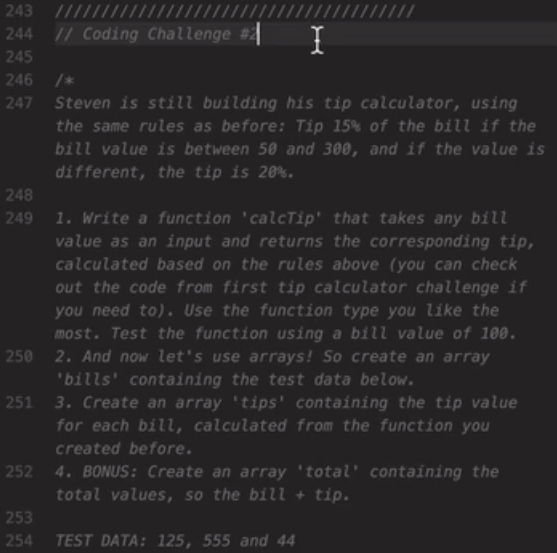 243 ///////////////////////////////////////
244 // Coding Challenge #2
245
246 /*
247 Steven is still building his tip calculator, using
the same rules as before: Tip 15% of the bill if the
bill value is between 50 and 300, and if the value is
different, the tip is 20%.
248
249 1. Write a function 'calcTip' that takes any bill
value as an input and returns the corresponding tip,
calculated based on the rules above (you can check
out the code from first tip calculator challenge if
you need to). Use the function type you like the
most. Test the function using a bill value of 100.
250 2. And now let's use arrays! So create an array
'bills' containing the test data below.
251 3. Create an array 'tips' containing the tip value
for each bill, calculated from the function you
created before.
252 4. BONUS: Create an array 'total' containing the
total values, so the bill + tip.
253
254 TEST DATA: 125, 555 and 44